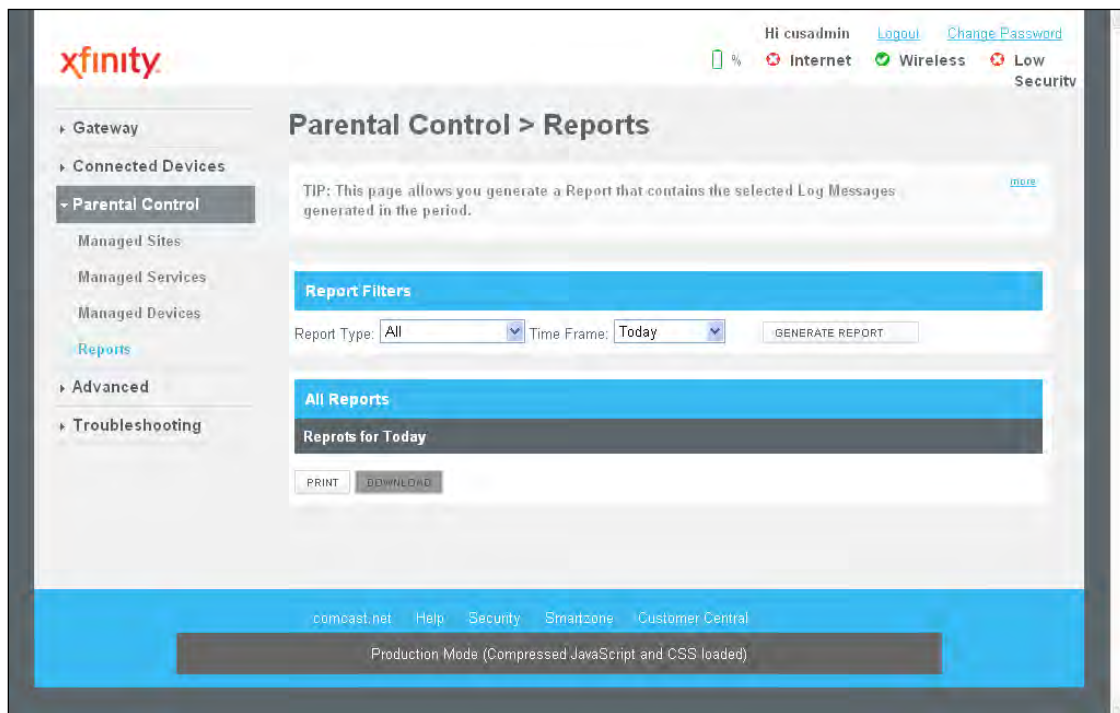 Hi cusadmin Logout Change Password
xfinity
% Internet Wireless Low Security
Gateway
Connected Devices
Parental Control
Managed Sites
Managed Services
Managed Devices
Reports
Advanced
Troubleshooting
Parental Control > Reports
TIP: This page allows you generate a Report that contains the selected Log Messages
generated in the period.
more
Report Filters
Report Type: All Time Frame: Today GENERATE REPORT
All Reports
Reprots for Today
PRINT DOWNLOAD
comcast.net Help Security Smartzone Customer Central
Production Mode (Compressed JavaScript and CSS loaded)